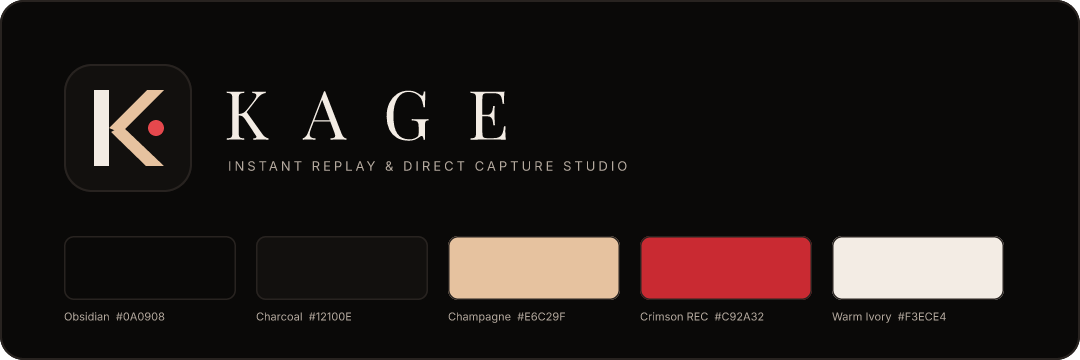 K
KAGE
INSTANT REPLAY & DIRECT CAPTURE STUDIO
Obsidian #0A0908
Charcoal #12100E
Champagne #E6C29F
Crimson REC #C92A32
Warm Ivory #F3ECE4